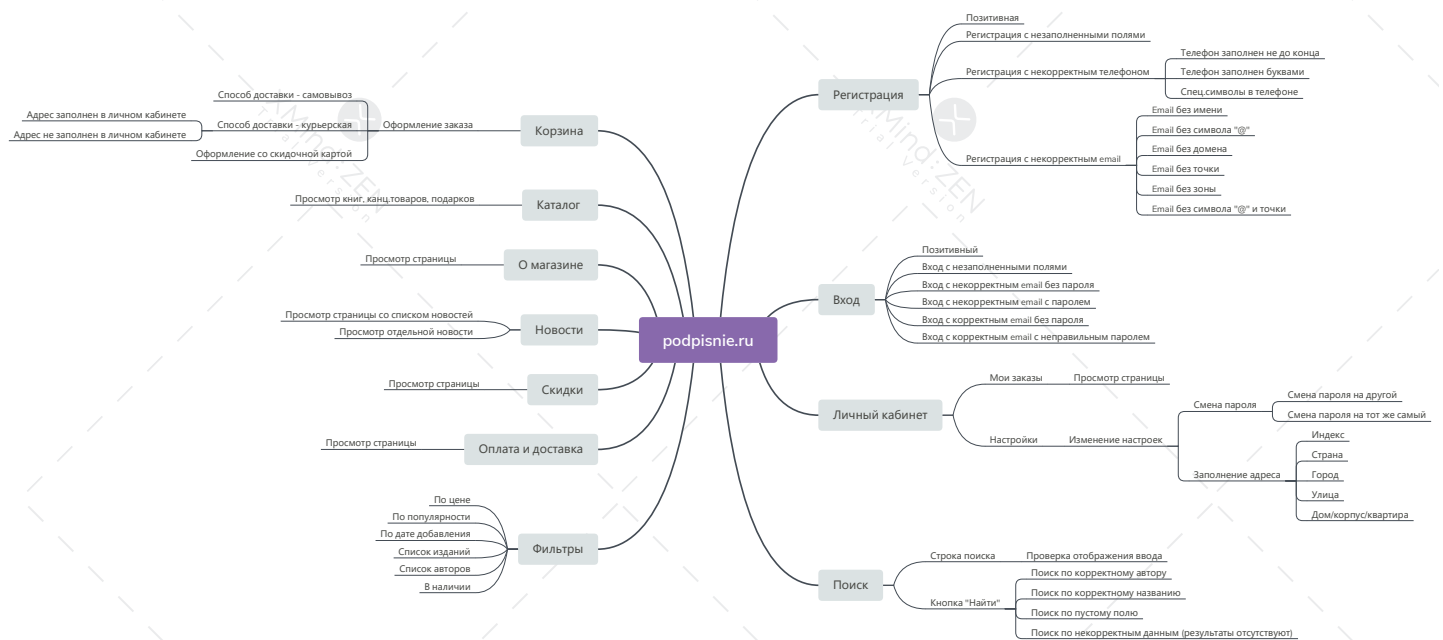 podpisnie.ru
Регистрация
Позитивная
Регистрация с незаполненными полями
Регистрация с некорректным телефоном
Телефон заполнен не до конца
Телефон заполнен буквами
Спец.символы в телефоне
Регистрация с некорректным email
Email без имени
Email без символа "@"
Email без домена
Email без точки
Email без зоны
Email без символа "@" и точки
Вход
Позитивный
Вход с незаполненными полями
Вход с некорректным email без пароля
Вход с некорректным email с паролем
Вход с корректным email без пароля
Вход с корректным email с неправильным паролем
Личный кабинет
Мои заказы
Просмотр страницы
Настройки
Изменение настроек
Смена пароля
Смена пароля на другой
Смена пароля на тот же самый
Заполнение адреса
Индекс
Страна
Город
Улица
Дом/корпус/квартира
Поиск
Строка поиска
Проверка отображения ввода
Кнопка "Найти"
Поиск по корректному автору
Поиск по корректному названию
Поиск по пустому полю
Поиск по некорректным данным (результаты отсутствуют)
Корзина
Оформление заказа
Способ доставки - самовывоз
Способ доставки - курьерская
Адрес заполнен в личном кабинете
Адрес не заполнен в личном кабинете
Оформление со скидочной картой
Каталог
Просмотр книг, канц.товаров, подарков
О магазине
Просмотр страницы
Новости
Просмотр страницы со списком новостей
Просмотр отдельной новости
Скидки
Просмотр страницы
Оплата и доставка
Просмотр страницы
Фильтры
По цене
По популярности
По дате добавления
Список изданий
Список авторов
В наличии
XMind:ZEN
Trial Version
XMind:ZEN
Trial Version